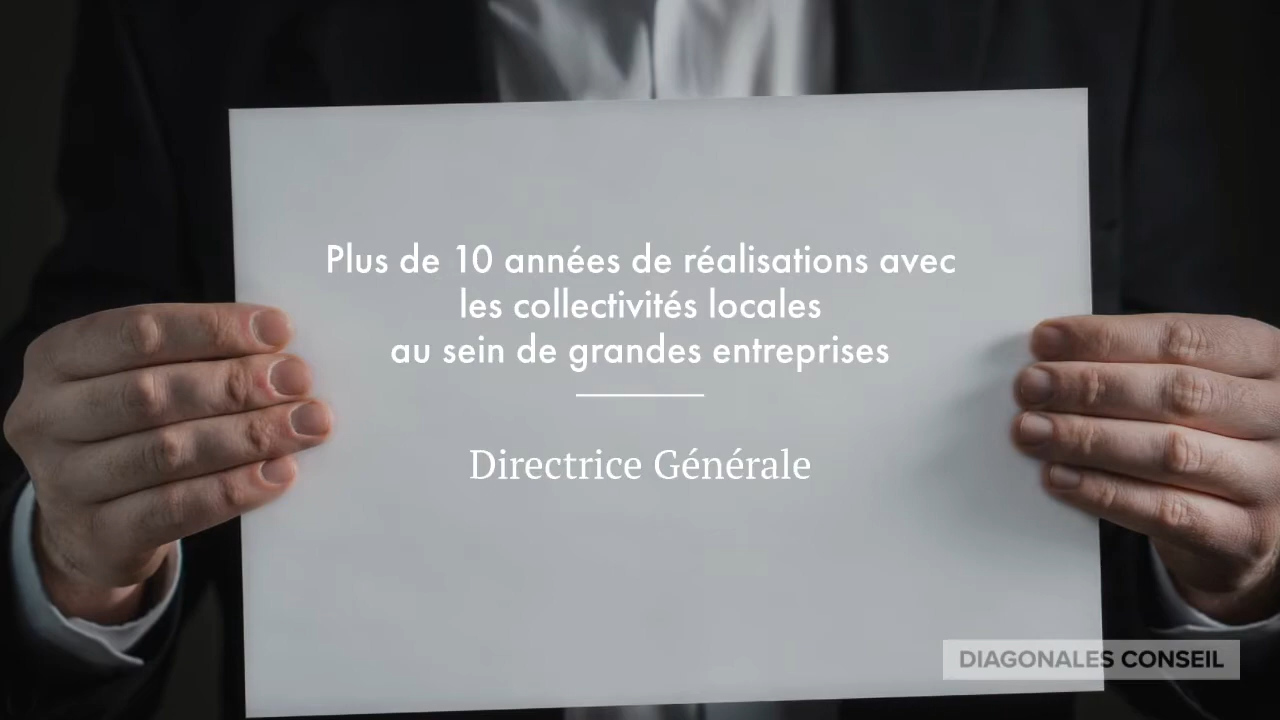 Plus de 10 années de réalisations avec
les collectivités locales
au sein de grandes entreprises
Directrice Générale
DIAGONALES CONSEIL